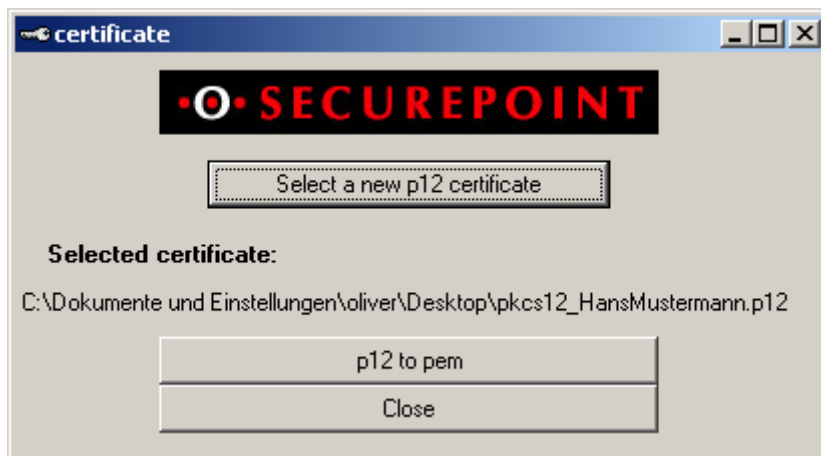 certificate
SECUREPOINT
Select a new p12 certificate
Selected certificate:
C:\Dokumente und Einstellungen\oliver\Desktop\pkcs12_HansMustermann.p12
p12 to pem
Close